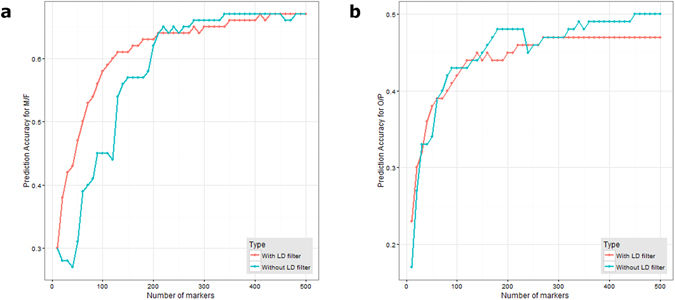 a
Prediction Accuracy for M/F
0.6
0.5
0.4
0.3
0
100
200
300
400
500
Number of markers
Type
With LD filter
Without LD filter
b
Prediction Accuracy for O/P
0.5
0.4
0.3
0.2
0
100
200
300
400
500
Number of markers
Type
With LD filter
Without LD filter